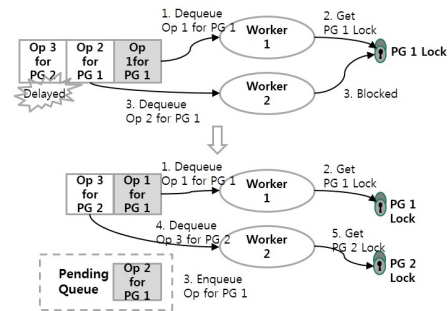 1. Dequeue
Op 1 for PG 1
Worker
1
2. Get
PG 1 Lock
Op 3
for
PG 2
Op 2
for
PG 1
Op
1for
PG 1
PG 1 Lock
Delayed
Worker
2
3. Dequeue
Op 2 for PG 1
3. Blocked
1. Dequeue
Op 1 for PG 1
Worker
1
2. Get
PG 1 Lock
Op 3
for
PG 2
Op 1
for
PG 1
PG 1
Lock
4. Dequeue
Op 3 for PG 2
Worker
2
5. Get
PG 2 Lock
PG 2
Lock
Pending
Queue
Op 2
for
PG 1
3. Enqueue
Op for PG 1